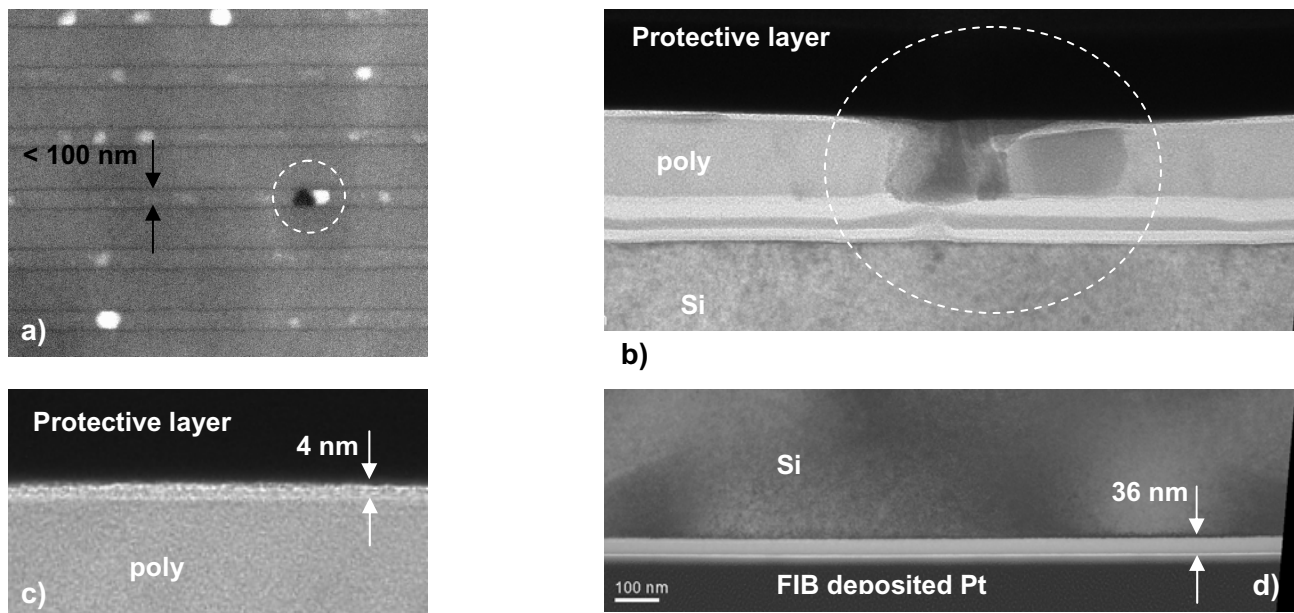 Protective layer
< 100 nm
poly
Si
a)
b)
Protective layer
4 nm
poly
c)
Si
36 nm
100 nm
FIB deposited Pt
d)